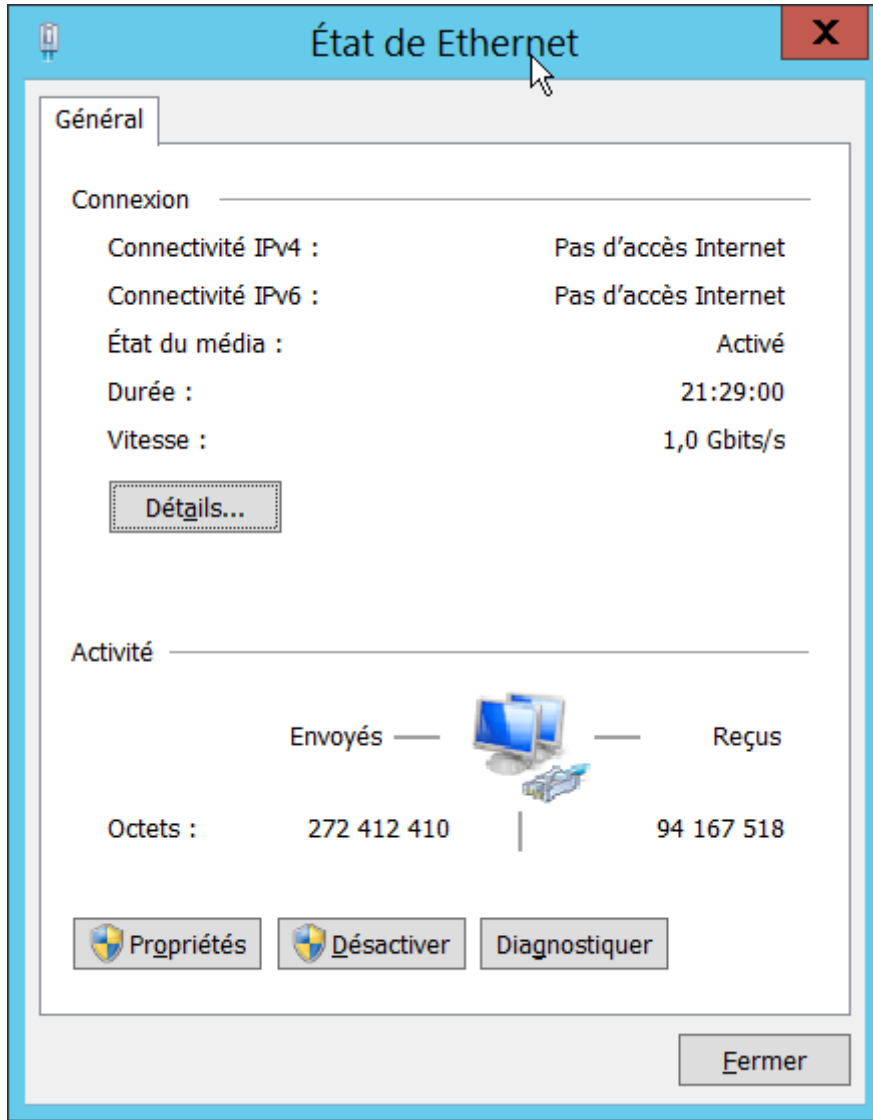 État de Ethernet
X
Général
Connexion
Connectivité IPv4 : Pas d’accès Internet
Connectivité IPv6 : Pas d’accès Internet
État du média : Activé
Durée : 21:29:00
Vitesse : 1,0 Gbits/s
Détails...
Activité
Envoyés Reçus
Octets : 272 412 410 94 167 518
Propriétés Désactiver Diagnostiquer
Fermer